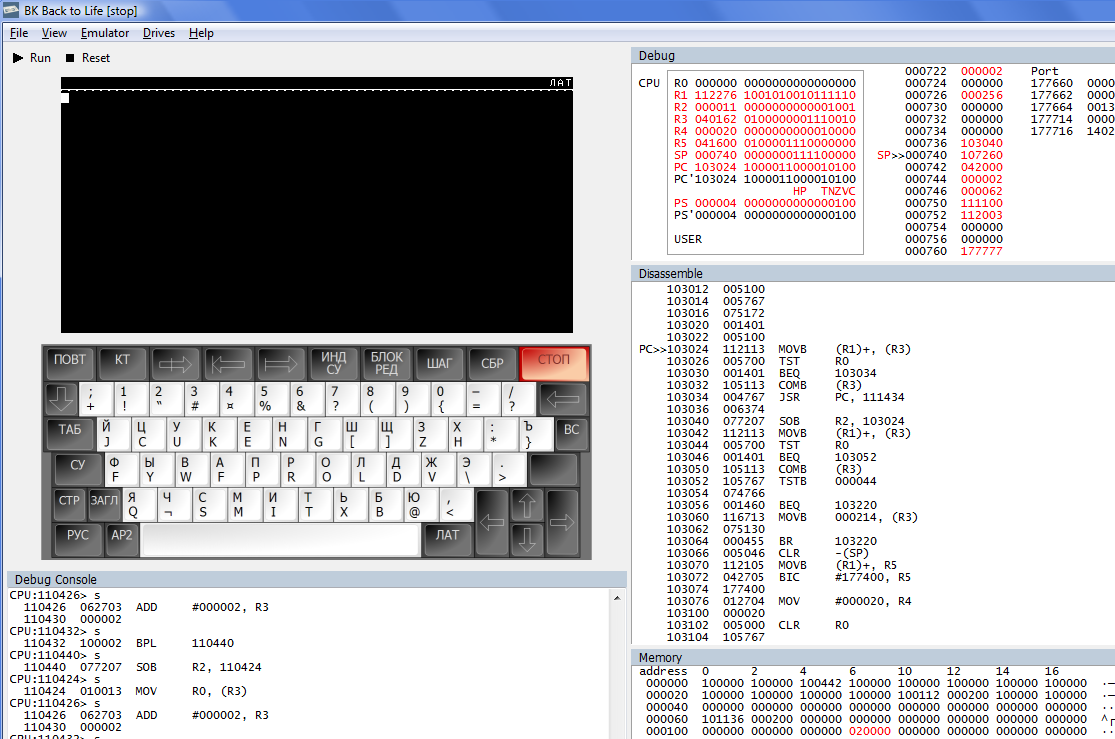 BK Back to Life [stop]
File View Emulator Drives Help
Run Reset
ЛАТ
ПОВТ КТ ИНД СУ БЛОК РЕД ШАГ СБР СТОП
; + 1 ! 2 " 3 # 4 ¤ 5 % 6 & 7 ? 8 ( 9 ) 0 { – = / ?
ТАБ Й J Ц C У U К K Е E Н N Г G Ш [ Щ ] З Z Х H : * Ъ } ВС
СУ Ф F Ы Y В W А F П P Р R О O Л L Д D Ж V Э \ . >
СТР ЗАГЛ Я Q Ч ¬ С S М M И I Т T Ь X Б B Ю @ , <
РУС АР2 ЛАТ
Debug Console
CPU:110426> s
110426 062703 ADD #000002, R3
110430 000002
CPU:110432> s
110432 100002 BPL 110440
CPU:110440> s
110440 077207 SOB R2, 110424
CPU:110424> s
110424 010013 MOV R0, (R3)
CPU:110426> s
110426 062703 ADD #000002, R3
110430 000002
CPU:110432> s
Debug
CPU R0 000000 0000000000000000
R1 112276 1001010010111110
R2 000011 0000000000001001
R3 040162 0100000001110010
R4 000020 0000000000010000
R5 041600 0100001110000000
SP 000740 0000000111100000
PC 103024 1000011000010100
PC'103024 1000011000010100
HP TNZVC
PS 000004 0000000000000100
PS'000004 0000000000000100
USER
000722 000002
000724 000000
000726 000256
000730 000000
000732 000000
000734 000000
000736 103040
SP>>000740 107260
000742 042000
000744 000002
000746 000062
000750 111100
000752 112003
000754 000000
000756 000000
000760 177777
Port
177660 0000
177662 0000
177664 0013
177714 0000
177716 1402
Disassemble
103012 005100
103014 005767
103016 075172
103020 001401
103022 005100
PC>>103024 112113 MOVB (R1)+, (R3)
103026 005700 TST R0
103030 001401 BEQ 103034
103032 105113 COMB (R3)
103034 004767 JSR PC, 111434
103036 006374
103040 077207 SOB R2, 103024
103042 112113 MOVB (R1)+, (R3)
103044 005700 TST R0
103046 001401 BEQ 103052
103050 105113 COMB (R3)
103052 105767 TSTB 000044
103054 074766
103056 001460 BEQ 103220
103060 116713 MOVB 000214, (R3)
103062 075130
103064 000455 BR 103220
103066 005046 CLR -(SP)
103070 112105 MOVB (R1)+, R5
103072 042705 BIC #177400, R5
103074 177400
103076 012704 MOV #000020, R4
103100 000020
103102 005000 CLR R0
103104 105767
Memory
address 0 2 4 6 10 12 14 16
000000 100000 100000 100442 100000 100000 100000 100000 100000
000020 100000 100000 100000 100000 100112 000200 100000 100000
000040 000000 000000 000000 000000 000000 000000 000000 000000
000060 101136 000200 000000 000000 000000 000000 000000 000000
000100 000000 000000 000000 020000 000000 000000 000000 000000